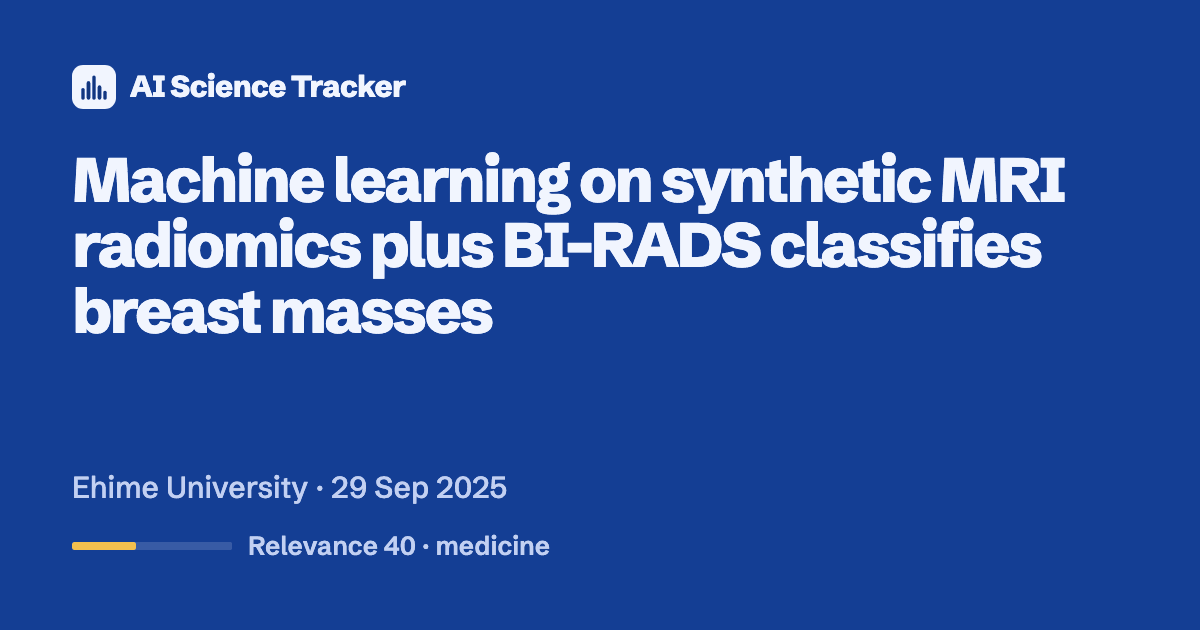 AI Science Tracker
Machine learning on synthetic MRI
radiomics plus BI-RADS classifies
breast masses
Ehime University · 29 Sep 2025
Relevance 40 · medicine